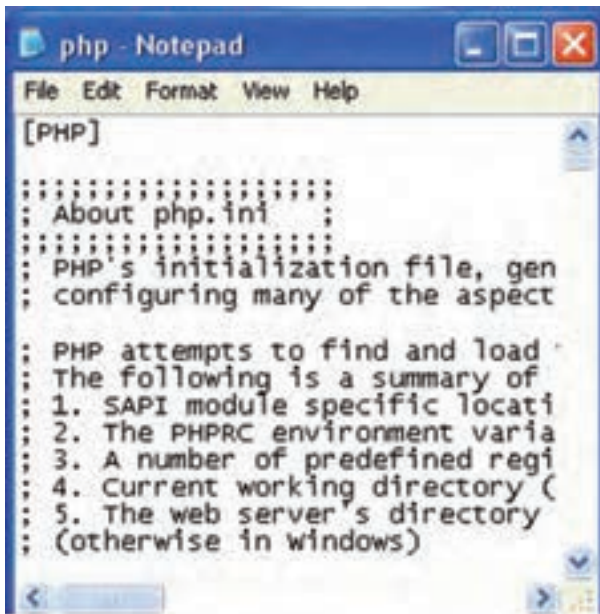 php - Notepad
File Edit Format View Help
[PHP]
;;;;;;;;;;;;;;;;;;;
; About php.ini   ;
;;;;;;;;;;;;;;;;;;;
; PHP's initialization file, gen
; configuring many of the aspect
; PHP attempts to find and load
; The following is a summary of
; 1. SAPI module specific locati
; 2. The PHPRC environment varia
; 3. A number of predefined regi
; 4. Current working directory (
; 5. The web server's directory
; (otherwise in Windows)